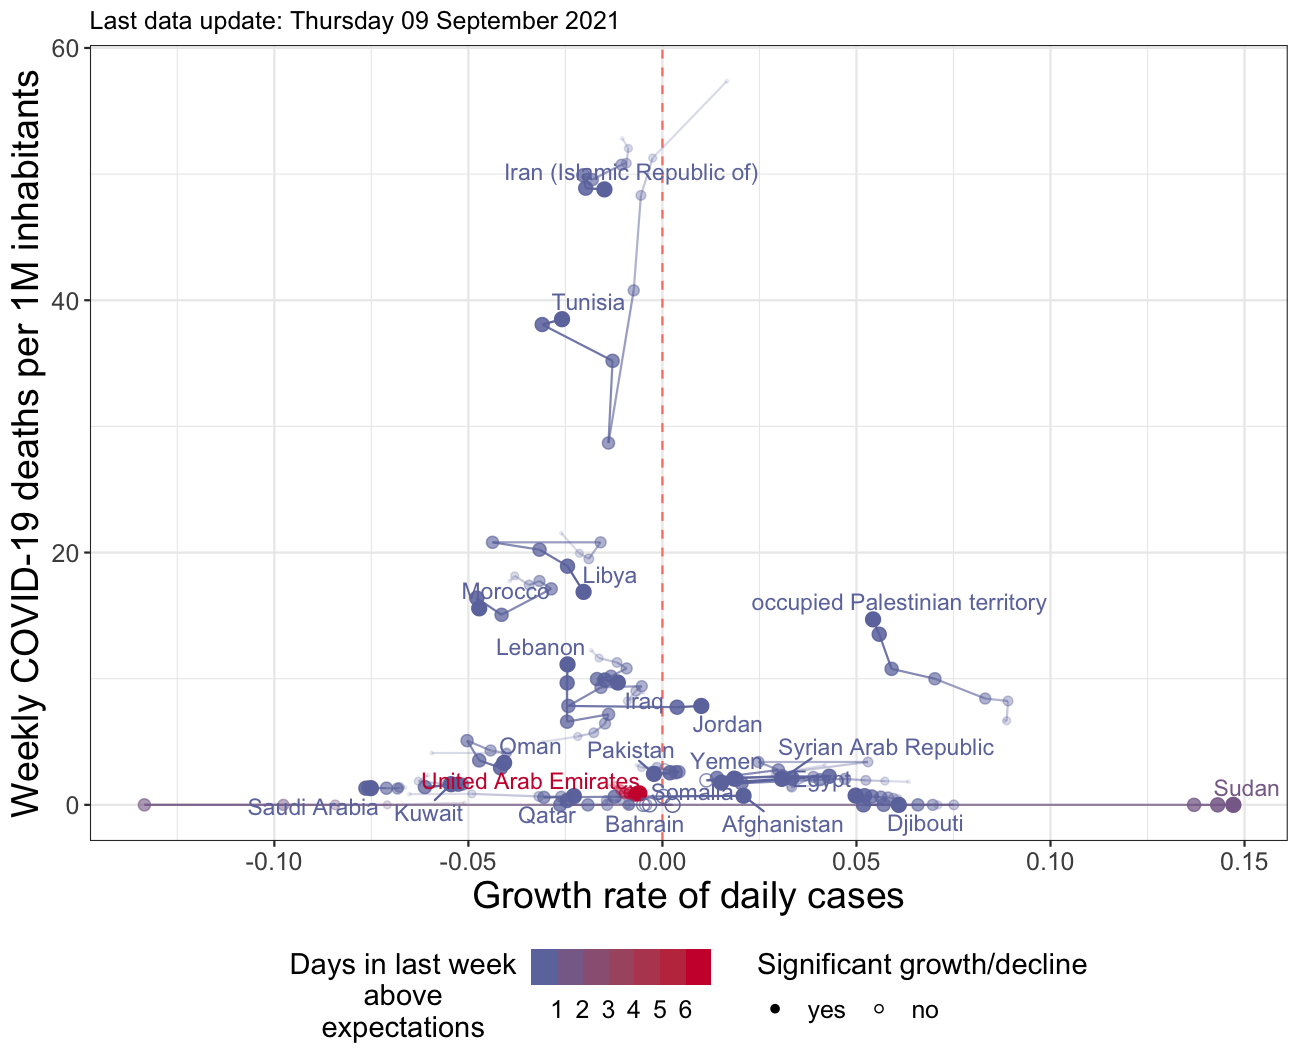 Last data update: Thursday 09 September 2021
Weekly COVID-19 deaths per 1M inhabitants
60
40
20
0
Iran (Islamic Republic of)
Tunisia
Libya
Morocco
occupied Palestinian territory
Lebanon
Iraq
Jordan
Oman
Pakistan
Syrian Arab Republic
Yemen
United Arab Emirates
Egypt
Somalia
Sudan
Saudi Arabia
Kuwait
Qatar
Bahrain
Afghanistan
Djibouti
-0.10
-0.05
0.00
0.05
0.10
0.15
Growth rate of daily cases
Days in last week
above
expectations
1 2 3 4 5 6
Significant growth/decline
yes
no